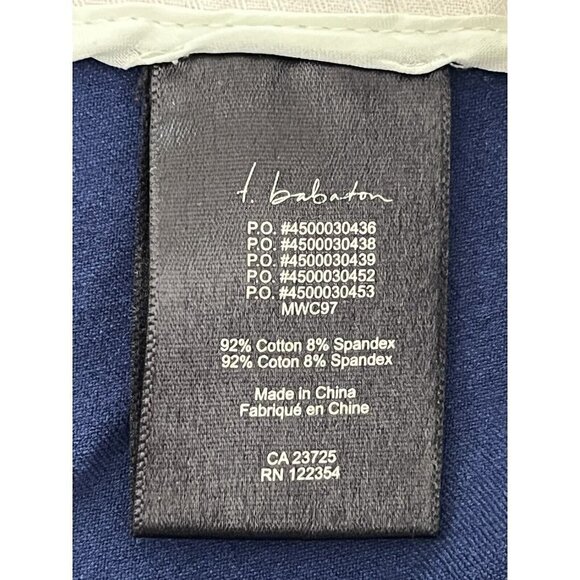 t. babaton
P.O. #4500030436
P.O. #4500030438
P.O. #4500030439
P.O. #4500030452
P.O. #4500030453
MWC97
92% Cotton 8% Spandex
92% Coton 8% Spandex
Made in China
Fabriqué en Chine
CA 23725
RN 122354